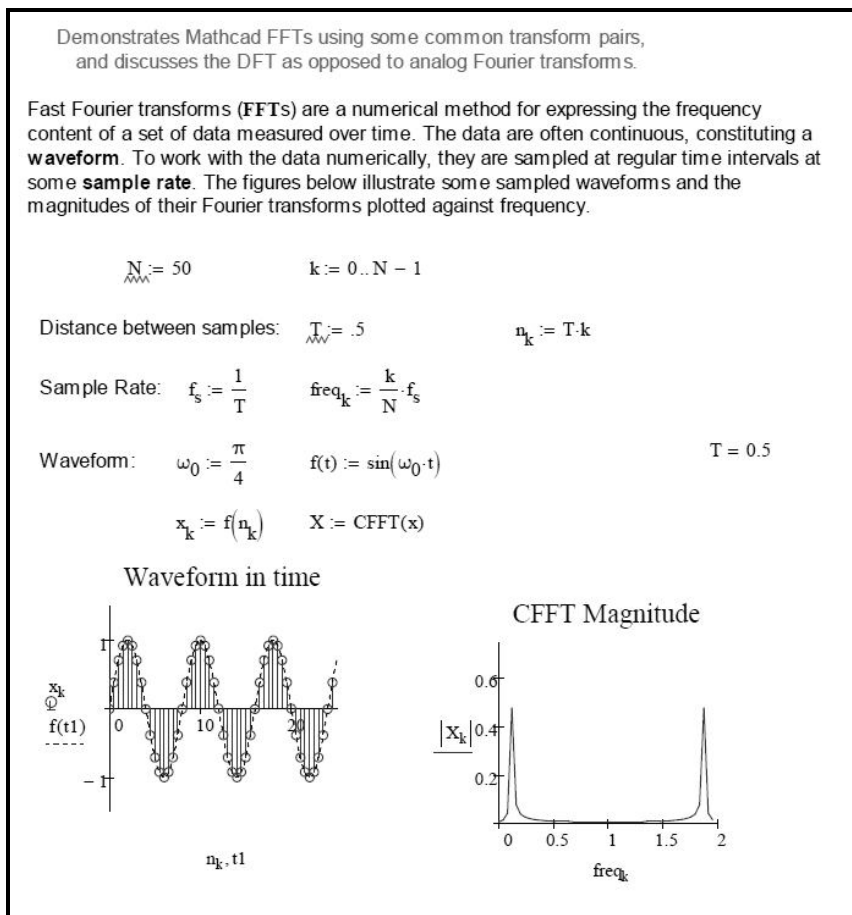 Demonstrates Mathcad FFTs using some common transform pairs,
and discusses the DFT as opposed to analog Fourier transforms.
Fast Fourier transforms (FFTs) are a numerical method for expressing the frequency
content of a set of data measured over time. The data are often continuous, constituting a
waveform. To work with the data numerically, they are sampled at regular time intervals at
some sample rate. The figures below illustrate some sampled waveforms and the
magnitudes of their Fourier transforms plotted against frequency.
N := 50 k := 0..N − 1
Distance between samples: T := .5 n_k := T·k
Sample Rate: f_s := 1/T freq_k := k/N·f_s
Waveform: ω_0 := π/4 f(t) := sin(ω_0·t) T = 0.5
x_k := f(n_k) X := CFFT(x)
Waveform in time
1
x_k
f(t1)
0 10 20
− 1
n_k, t1
CFFT Magnitude
0.6
|X_k| 0.4
0.2
0 0.5 1 1.5 2
freq_k